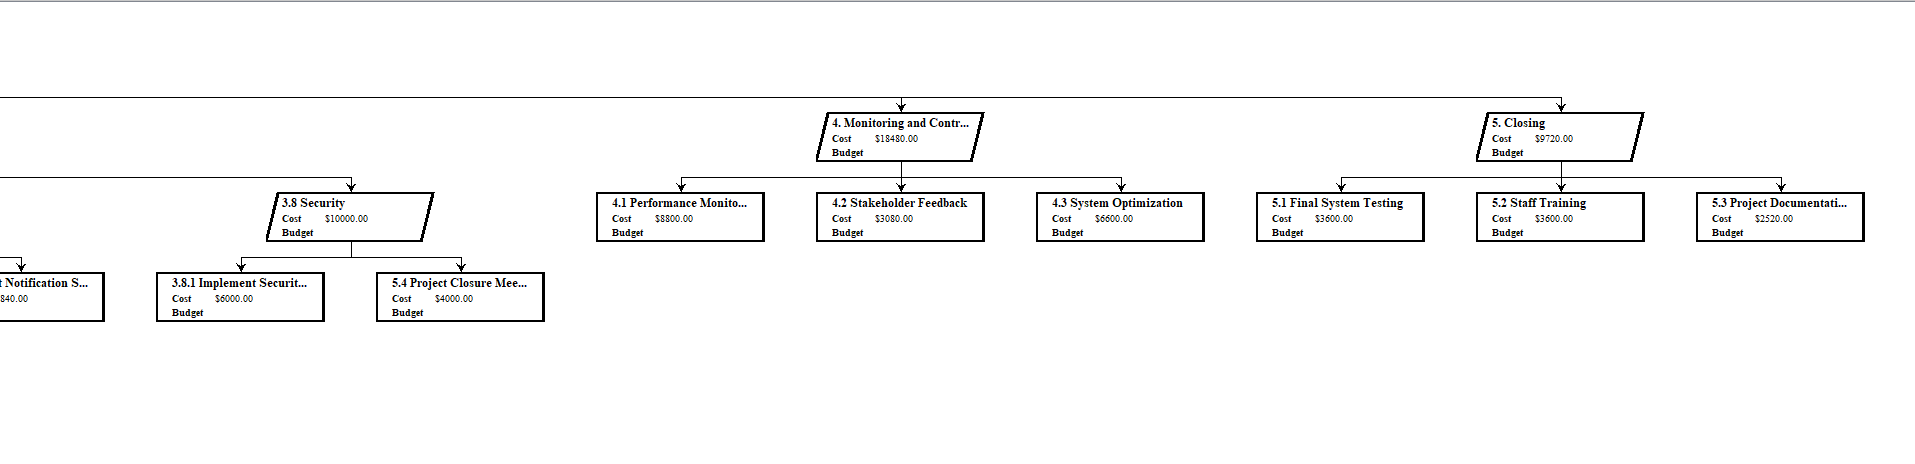 4. Monitoring and Contr...
Cost $18480.00
Budget
5. Closing
Cost $9720.00
Budget
3.8 Security
Cost $10000.00
Budget
4.1 Performance Monito...
Cost $8800.00
Budget
4.2 Stakeholder Feedback
Cost $3080.00
Budget
4.3 System Optimization
Cost $6600.00
Budget
5.1 Final System Testing
Cost $3600.00
Budget
5.2 Staff Training
Cost $3600.00
Budget
5.3 Project Documentati...
Cost $2520.00
Budget
Notification S...
840.00
3.8.1 Implement Securit...
Cost $6000.00
Budget
5.4 Project Closure Mee...
Cost $4000.00
Budget